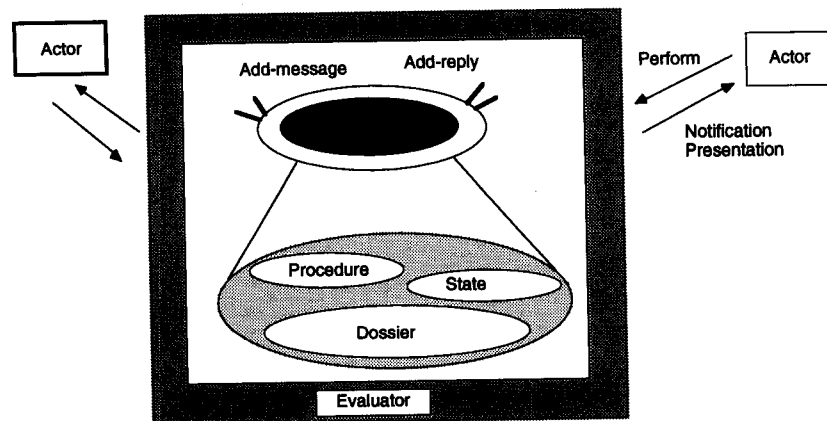 Actor
Add-message
Add-reply
Perform
Actor
Notification
Presentation
Procedure
State
Dossier
Evaluator